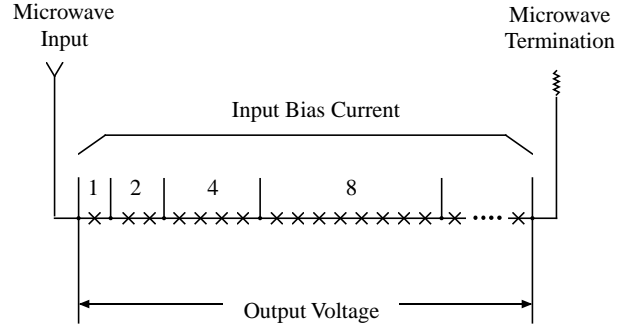 Microwave
Input
Microwave
Termination
Input Bias Current
1 2 4 8
Output Voltage